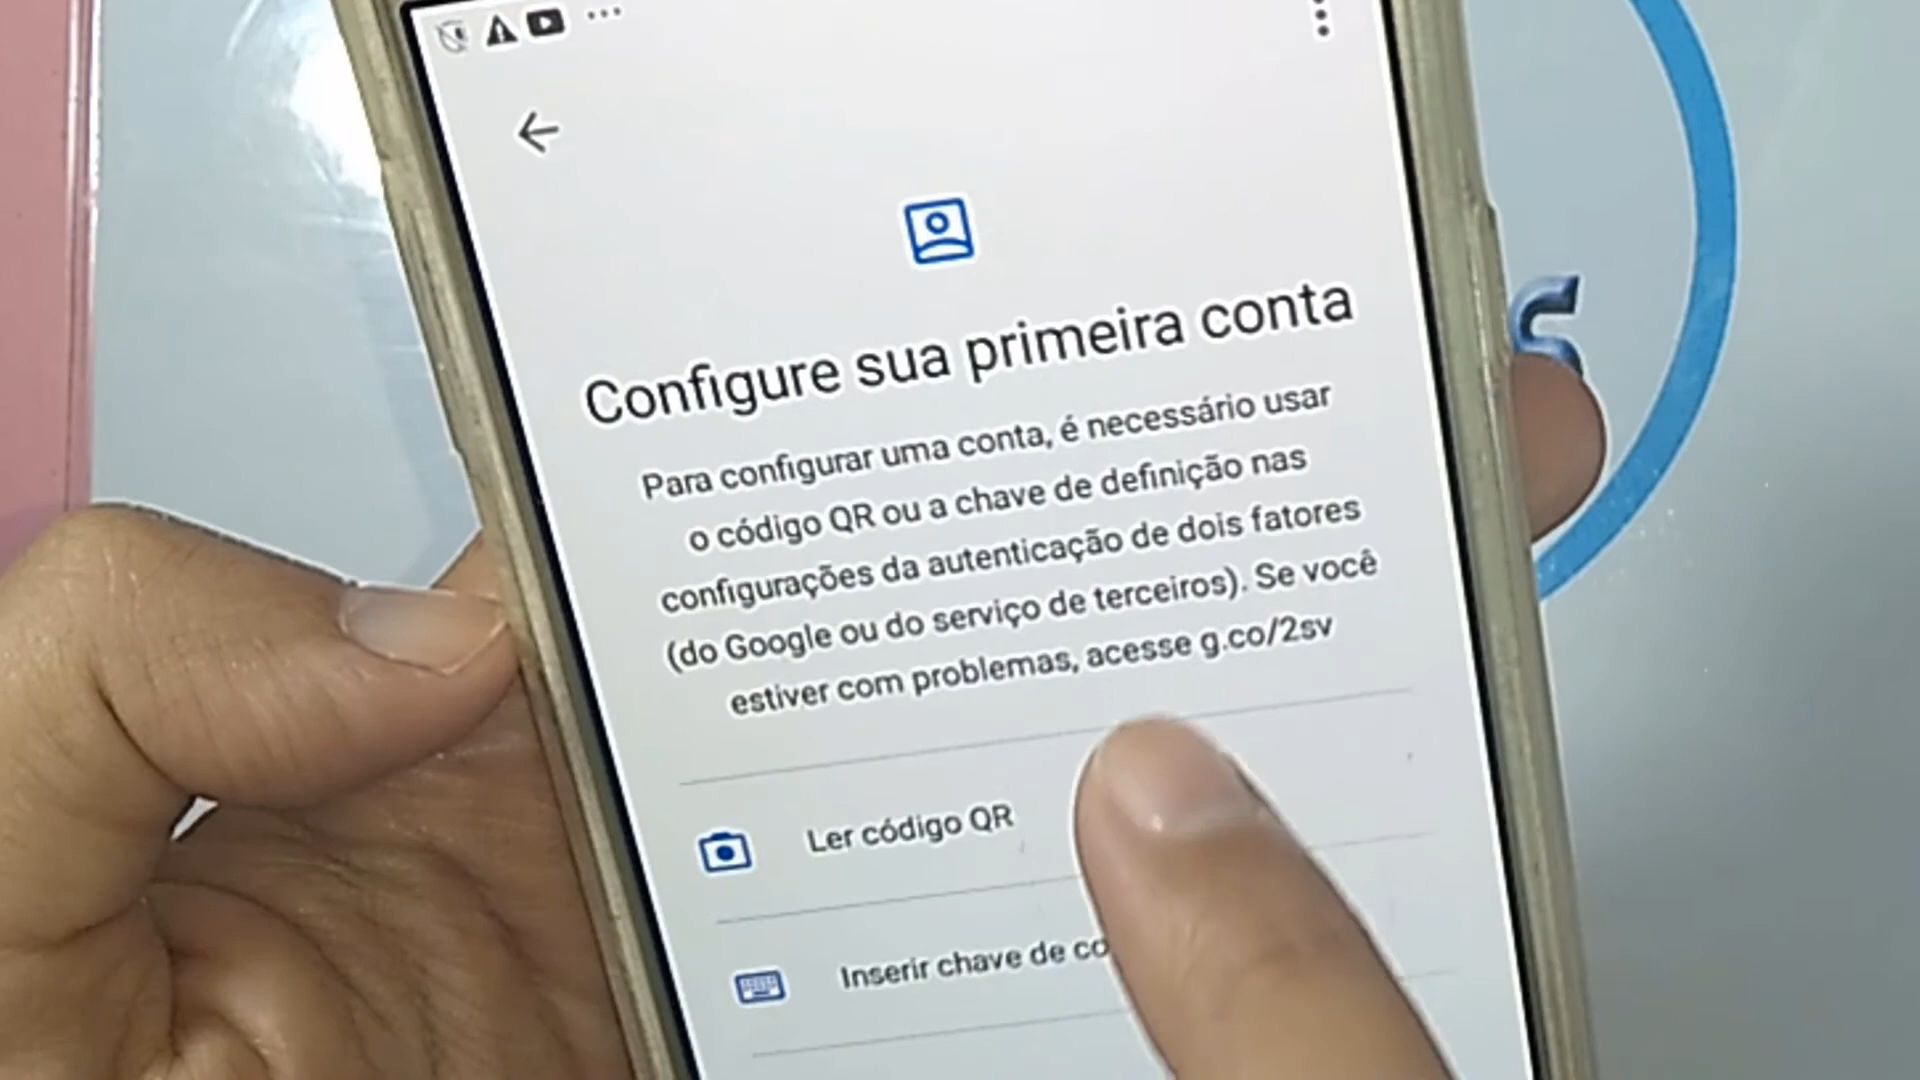 Configure sua primeira conta
Para configurar uma conta, é necessário usar
o código QR ou a chave de definição nas
configurações da autenticação de dois fatores
(do Google ou do serviço de terceiros). Se você
estiver com problemas, acesse g.co/2sv
Ler código QR
Inserir chave de co